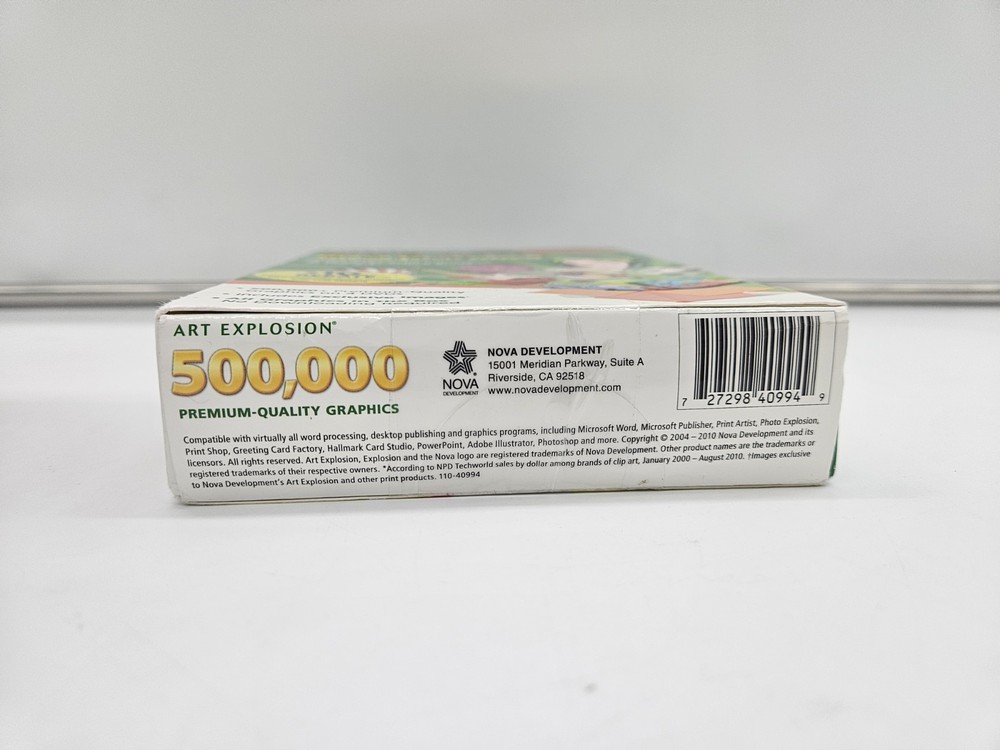 • Includes Exclusive Images
ART EXPLOSION®
500,000
PREMIUM-QUALITY GRAPHICS
NOVA
DEVELOPMENT
NOVA DEVELOPMENT
15001 Meridian Parkway, Suite A
Riverside, CA 92518
www.novadevelopment.com
7 27298 40994 9
Compatible with virtually all word processing, desktop publishing and graphics programs, including Microsoft Word, Microsoft Publisher, Print Artist, Photo Explosion,
Print Shop, Greeting Card Factory, Hallmark Card Studio, PowerPoint, Adobe Illustrator, Photoshop and more. Copyright © 2004 – 2010 Nova Development and its
licensors. All rights reserved. Art Explosion, Explosion and the Nova logo are registered trademarks of Nova Development. Other product names are the trademarks or
registered trademarks of their respective owners. *According to NPD Techworld sales by dollar among brands of clip art, January 2000 – August 2010. †Images exclusive
to Nova Development's Art Explosion and other print products. 110-40994